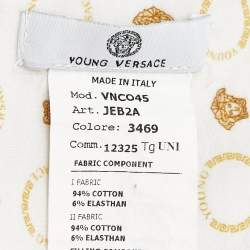 YOUNG VERSACE
MADE IN ITALY
Mod. VNCO45
Art. JEB2A
Colore: 3469
Comm. 12325 Tg UNI
FABRIC COMPONENT
I FABRIC
94% COTTON
6% ELASTHAN
II FABRIC
94% COTTON
6% ELASTHAN